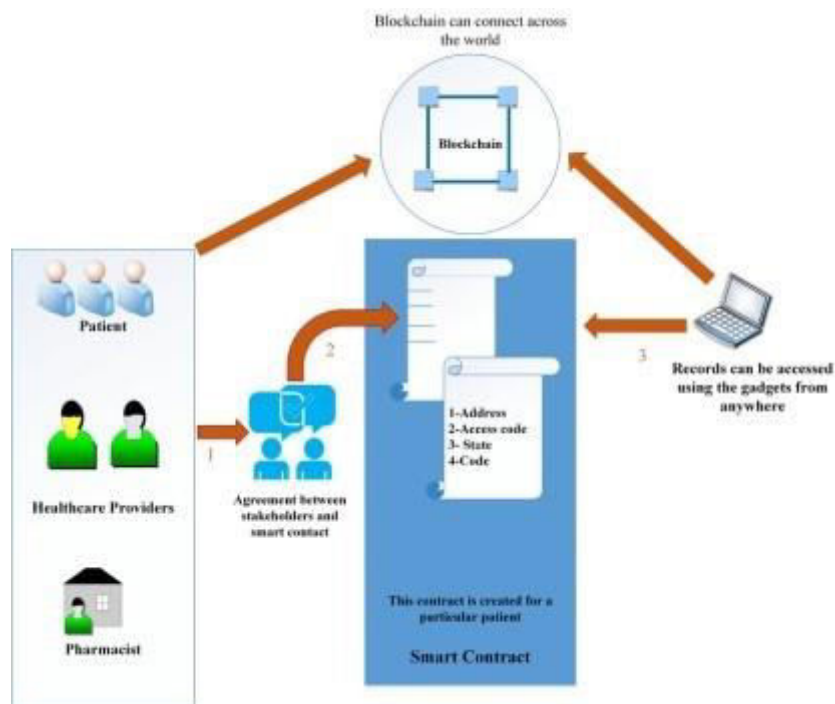 Blockchain can connect across
the world
Blockchain
Patient
Healthcare Providers
Pharmacist
1
Agreement between
stakeholders and
smart contact
2
1-Address
2-Access code
3- State
4-Code
This contract is created for a
particular patient
Smart Contract
3
Records can be accessed
using the gadgets from
anywhere